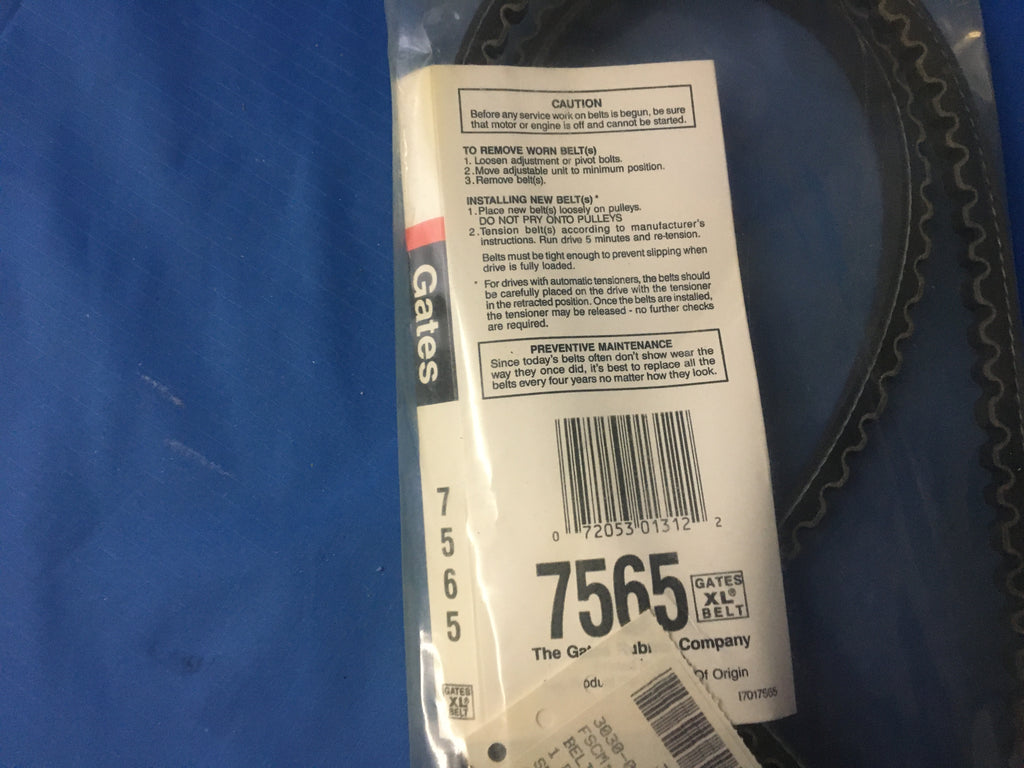 CAUTION
Before any service work on belts is begun, be sure
that motor or engine is off and cannot be started.
TO REMOVE WORN BELT(s)
1. Loosen adjustment or pivot bolts.
2. Move adjustable unit to minimum position.
3. Remove belt(s).
INSTALLING NEW BELT(s)*
1. Place new belt(s) loosely on pulleys.
DO NOT PRY ONTO PULLEYS
2. Tension belt(s) according to manufacturer's
instructions. Run drive 5 minutes and re-tension.
Belts must be tight enough to prevent slipping when
drive is fully loaded.
* For drives with automatic tensioners, the belts should
be carefully placed on the drive with the tensioner
in the retracted position. Once the belts are installed,
the tensioner may be released - no further checks
are required.
PREVENTIVE MAINTENANCE
Since today's belts often don't show wear the
way they once did, it's best to replace all the
belts every four years no matter how they look.
0 72053 01312 2
7565
GATES
XL®
BELT
The Company
Of Origin
17017565
Gates
7565
GATES
XL®
BELT
3030-
FSCM
BEL
1